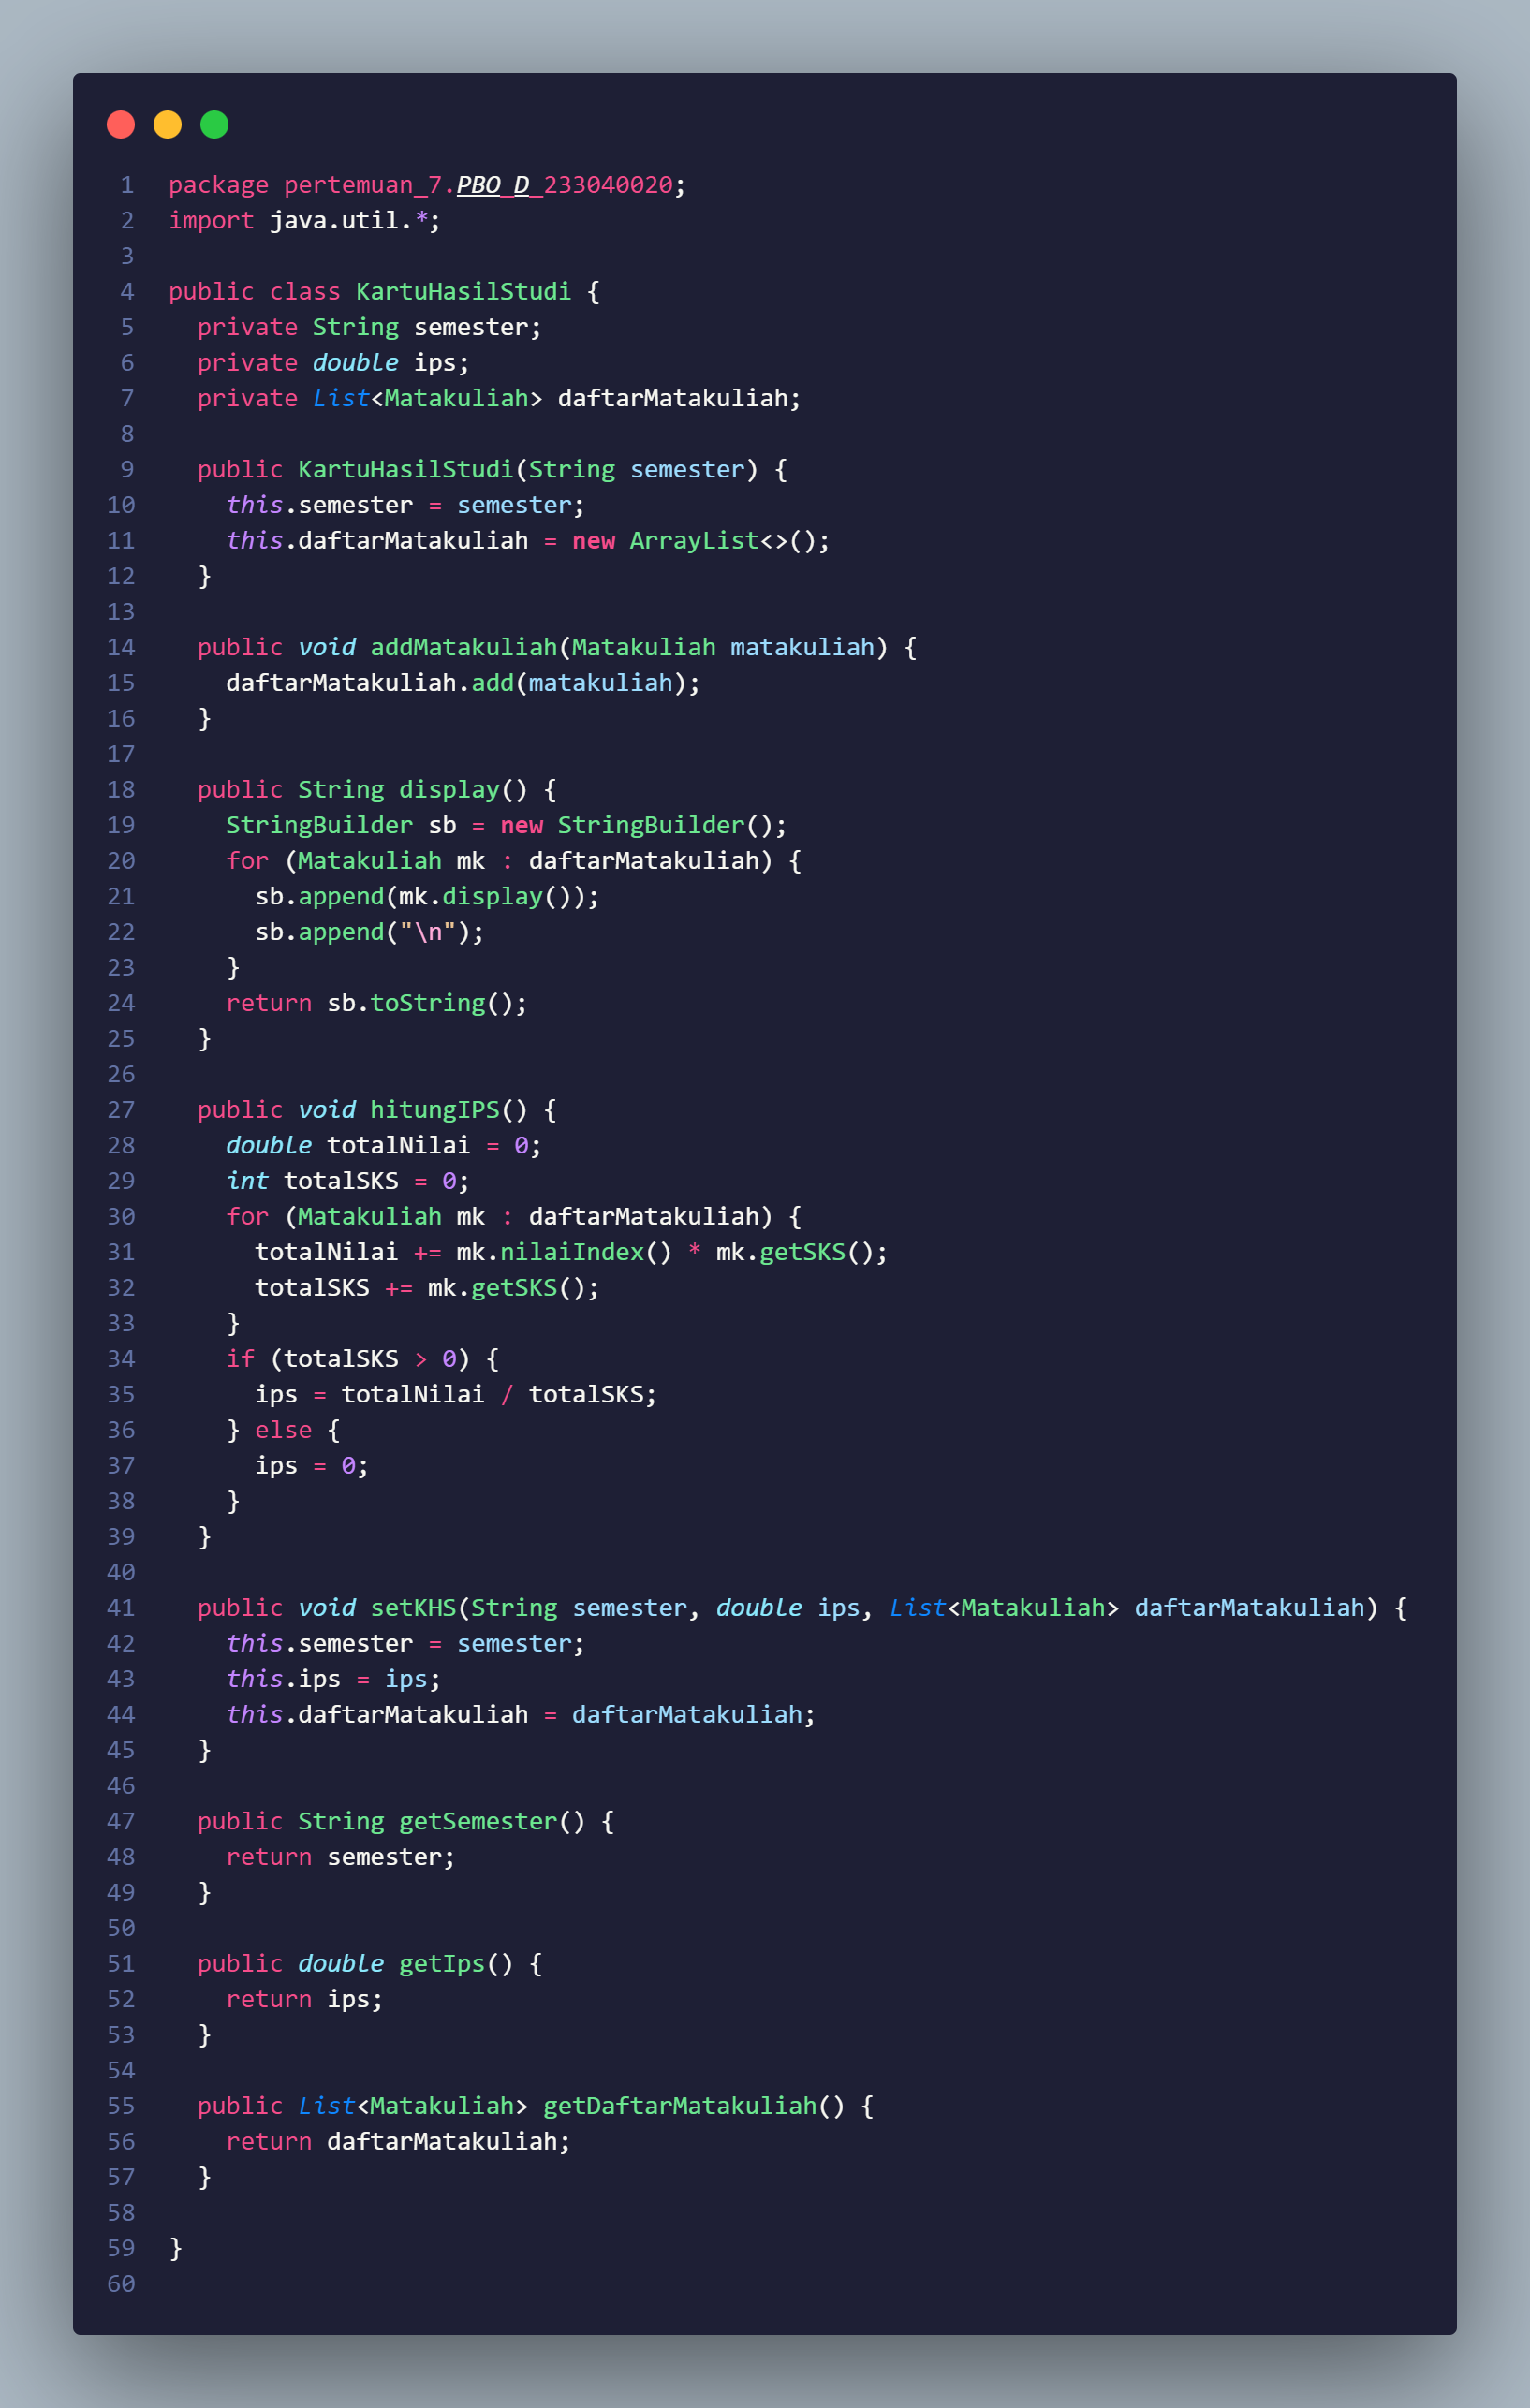 1 package pertemuan_7.PBO_D_233040020;
2 import java.util.*;
3
4 public class KartuHasilStudi {
5   private String semester;
6   private double ips;
7   private List<Matakuliah> daftarMatakuliah;
8
9   public KartuHasilStudi(String semester) {
10     this.semester = semester;
11     this.daftarMatakuliah = new ArrayList<>();
12   }
13
14   public void addMatakuliah(Matakuliah matakuliah) {
15     daftarMatakuliah.add(matakuliah);
16   }
17
18   public String display() {
19     StringBuilder sb = new StringBuilder();
20     for (Matakuliah mk : daftarMatakuliah) {
21       sb.append(mk.display());
22       sb.append("\n");
23     }
24     return sb.toString();
25   }
26
27   public void hitungIPS() {
28     double totalNilai = 0;
29     int totalSKS = 0;
30     for (Matakuliah mk : daftarMatakuliah) {
31       totalNilai += mk.nilaiIndex() * mk.getSKS();
32       totalSKS += mk.getSKS();
33     }
34     if (totalSKS > 0) {
35       ips = totalNilai / totalSKS;
36     } else {
37       ips = 0;
38     }
39   }
40
41   public void setKHS(String semester, double ips, List<Matakuliah> daftarMatakuliah) {
42     this.semester = semester;
43     this.ips = ips;
44     this.daftarMatakuliah = daftarMatakuliah;
45   }
46
47   public String getSemester() {
48     return semester;
49   }
50
51   public double getIps() {
52     return ips;
53   }
54
55   public List<Matakuliah> getDaftarMatakuliah() {
56     return daftarMatakuliah;
57   }
58
59 }
60